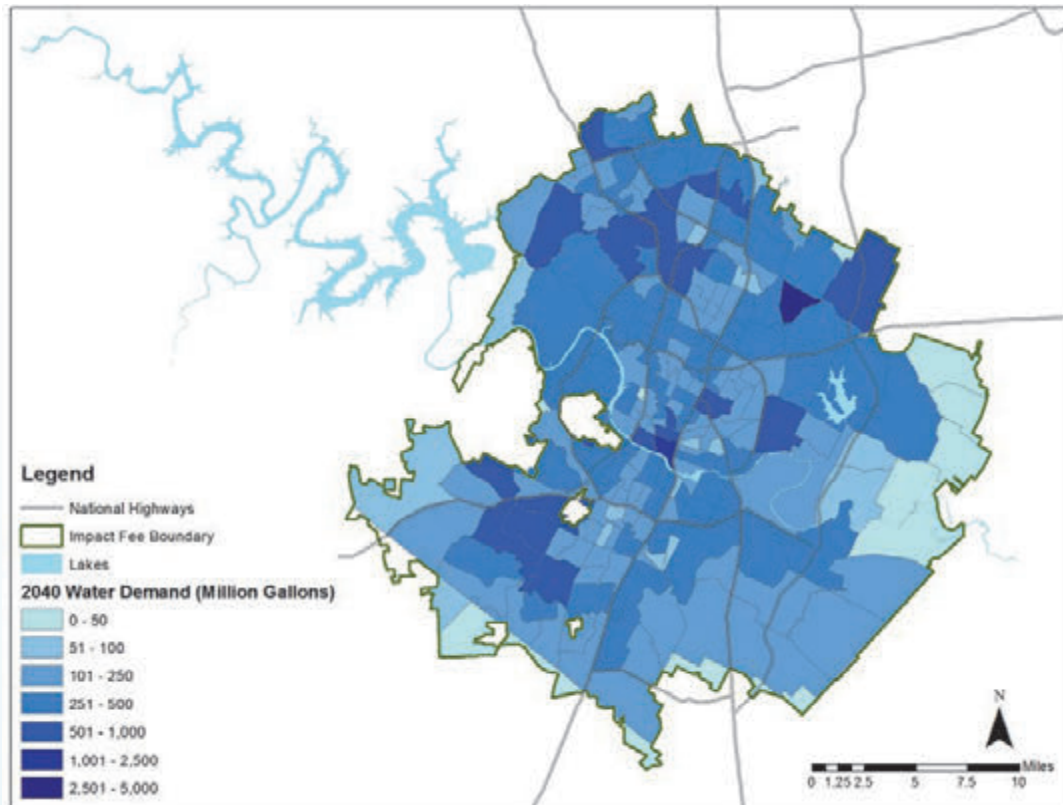 Legend
National Highways
Impact Fee Boundary
Lakes
2040 Water Demand (Million Gallons)
0 - 50
51 - 100
101 - 250
251 - 500
501 - 1,000
1,001 - 2,500
2,501 - 5,000
N
Miles
0 1.25 2.5 5 7.5 10